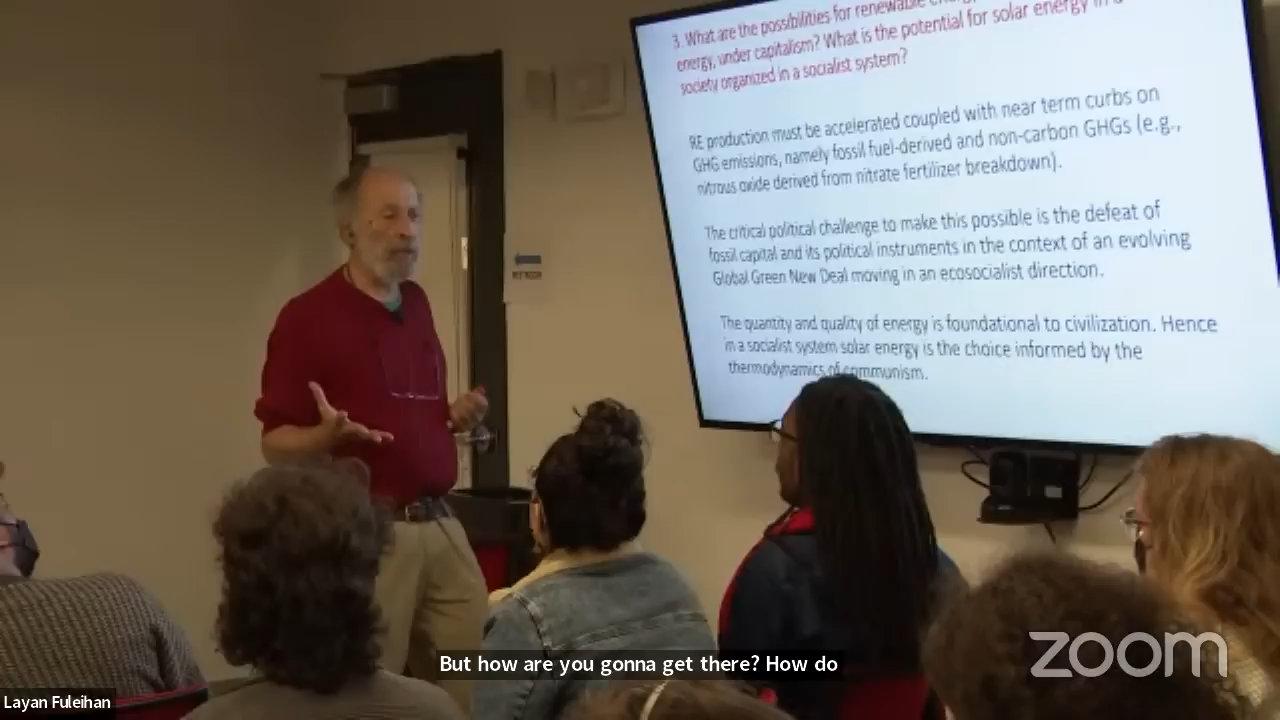 3. What are the possibilities for renewable
energy, under capitalism? What is the potential for solar energy in a
society organized in a socialist system?
RE production must be accelerated coupled with near term curbs on
GHG emissions, namely fossil fuel-derived and non-carbon GHGs (e.g.,
nitrous oxide derived from nitrate fertilizer breakdown).
The critical political challenge to make this possible is the defeat of
fossil capital and its political instruments in the context of an evolving
Global Green New Deal moving in an ecosocialist direction.
The quantity and quality of energy is foundational to civilization. Hence
in a socialist system solar energy is the choice informed by the
thermodynamics of communism.
But how are you gonna get there? How do
zoom
Layan Fuleihan